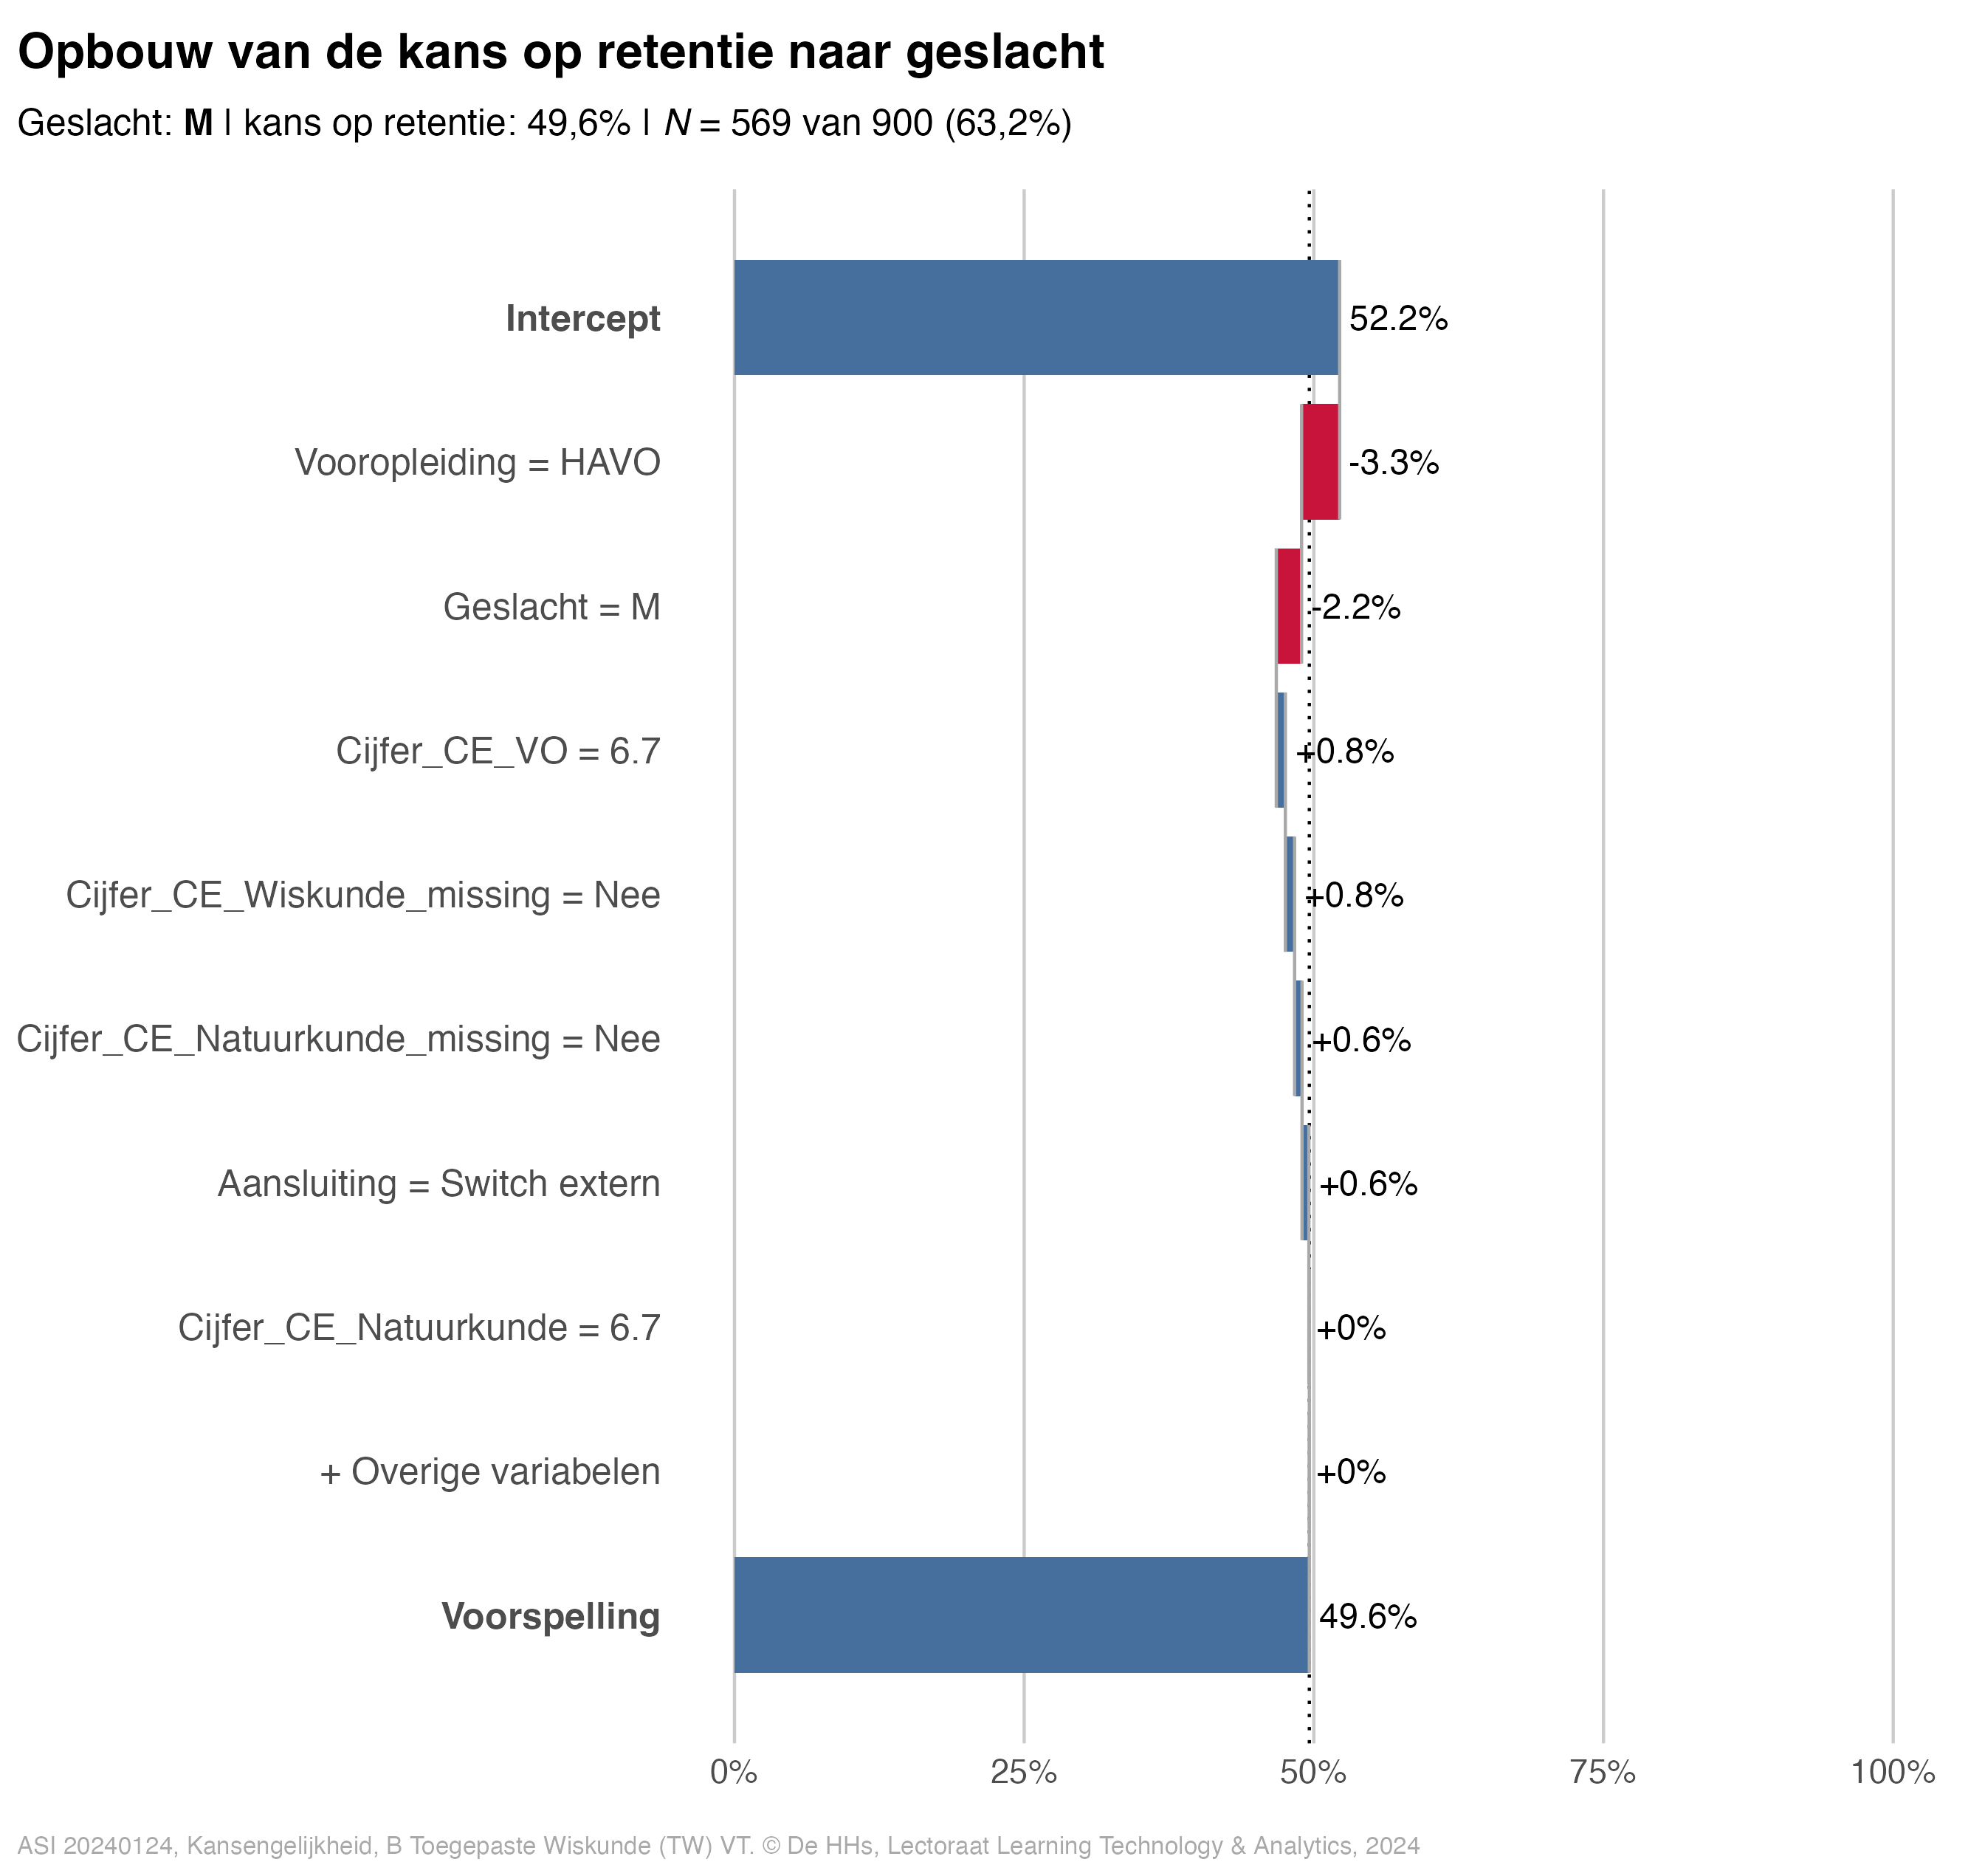 Opbouw van de kans op retentie naar geslacht
Geslacht: M | kans op retentie: 49,6% | N = 569 van 900 (63,2%)
Intercept 52.2%
Vooropleiding = HAVO -3.3%
Geslacht = M -2.2%
Cijfer_CE_VO = 6.7 +0.8%
Cijfer_CE_Wiskunde_missing = Nee +0.8%
Cijfer_CE_Natuurkunde_missing = Nee +0.6%
Aansluiting = Switch extern +0.6%
Cijfer_CE_Natuurkunde = 6.7 +0%
+ Overige variabelen +0%
Voorspelling 49.6%
0% 25% 50% 75% 100%
ASI 20240124, Kansengelijkheid, B Toegepaste Wiskunde (TW) VT. © De HHs, Lectoraat Learning Technology & Analytics, 2024